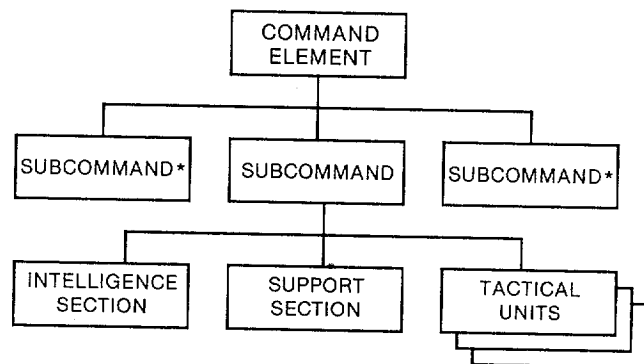 COMMAND
ELEMENT
SUBCOMMAND*
SUBCOMMAND
SUBCOMMAND*
INTELLIGENCE
SECTION
SUPPORT
SECTION
TACTICAL
UNITS